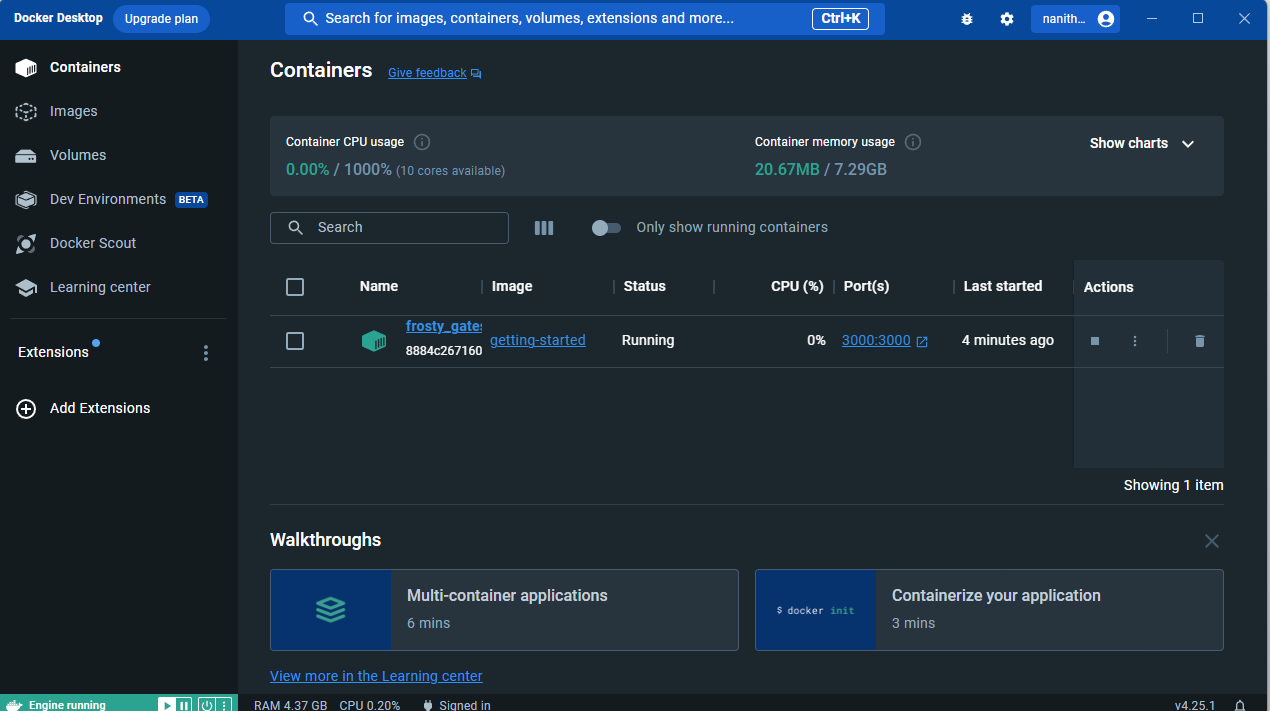 Docker Desktop
Upgrade plan
Search for images, containers, volumes, extensions and more...
Ctrl+K
nanith...
Containers
Images
Volumes
Dev Environments BETA
Docker Scout
Learning center
Extensions
Add Extensions
Containers
Give feedback
Container CPU usage
0.00% / 1000% (10 cores available)
Container memory usage
20.67MB / 7.29GB
Show charts
Search
Only show running containers
Name Image Status CPU (%) Port(s) Last started Actions
frosty_gates
8884c267160
getting-started Running 0% 3000:3000 4 minutes ago
Showing 1 item
Walkthroughs
Multi-container applications
6 mins
$ docker init
Containerize your application
3 mins
View more in the Learning center
Engine running
RAM 4.37 GB CPU 0.20% Signed in
v4.25.1